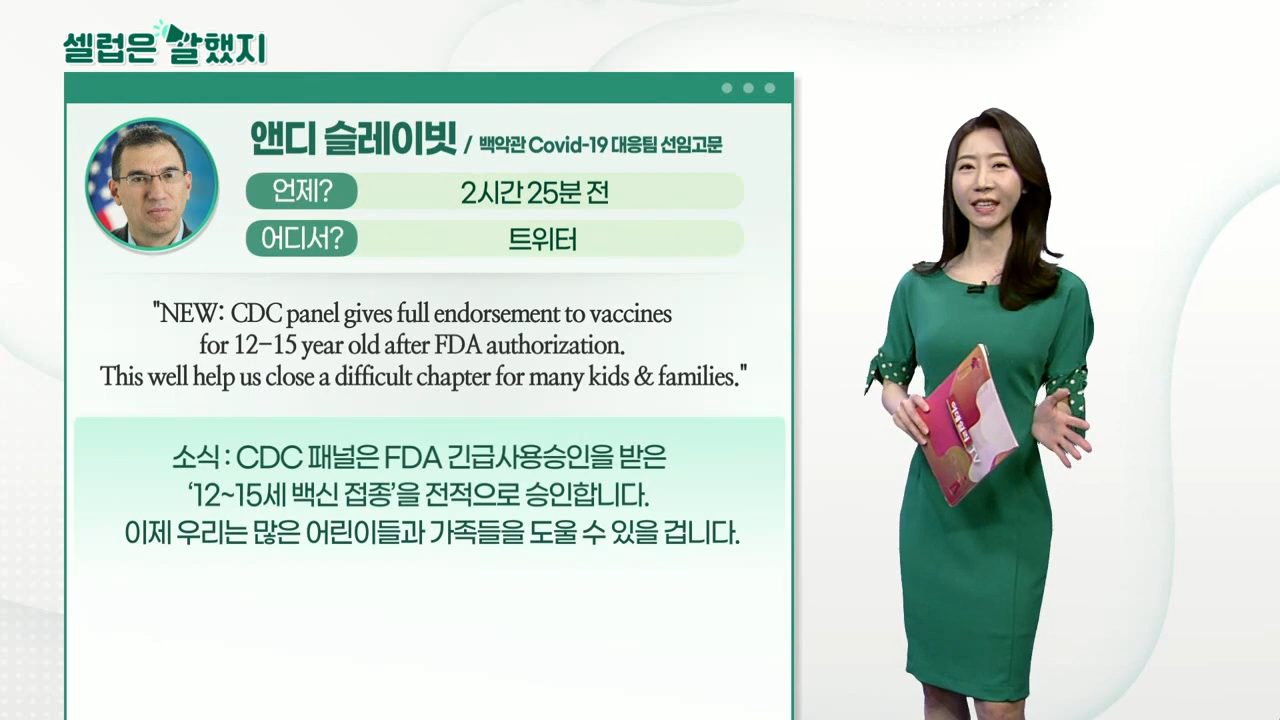 셀럽은 말했지
앤디 슬레이빗 / 백악관 Covid-19 대응팀 선임고문
언제? 2시간 25분 전
어디서? 트위터
"NEW: CDC panel gives full endorsement to vaccines
for 12-15 year old after FDA authorization.
This well help us close a difficult chapter for many kids & families."
소식 : CDC 패널은 FDA 긴급사용승인을 받은
‘12~15세 백신 접종’을 전적으로 승인합니다.
이제 우리는 많은 어린이들과 가족들을 도울 수 있을 겁니다.
이데일리 TV